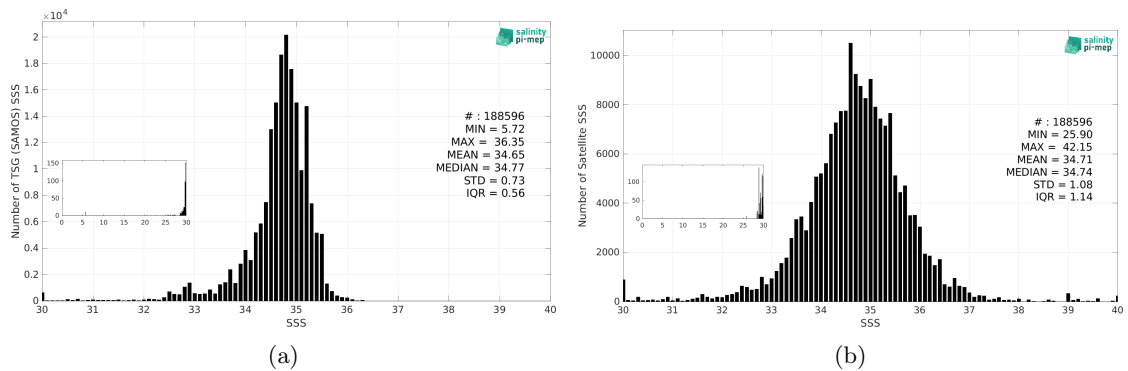 ×10⁴
2
1.8
1.6
1.4
1.2
1
0.8
0.6
0.4
0.2
0
Number of TSG (SAMOS) SSS
salinity
pi-mep
# : 188596
MIN = 5.72
MAX = 36.35
MEAN = 34.65
MEDIAN = 34.77
STD = 0.73
IQR = 0.56
150
100
50
0
0 5 10 15 20 25 30
30 31 32 33 34 35 36 37 38 39 40
SSS
(a)
10000
8000
6000
4000
2000
0
Number of Satellite SSS
salinity
pi-mep
# : 188596
MIN = 25.90
MAX = 42.15
MEAN = 34.71
MEDIAN = 34.74
STD = 1.08
IQR = 1.14
100
50
0
0 5 10 15 20 25 30
30 31 32 33 34 35 36 37 38 39 40
SSS
(b)